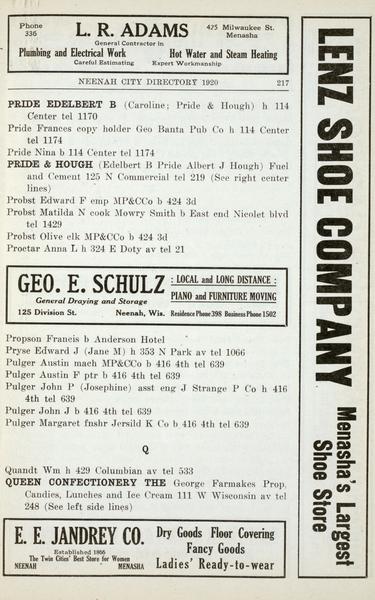 Phone 336
L. R. ADAMS
425 Milwaukee St.
Menasha
General Contractor in
Plumbing and Electrical Work Hot Water and Steam Heating
Careful Estimating Expert Workmanship
NEENAH CITY DIRECTORY 1920 217
PRIDE EDELBERT B (Caroline; Pride & Hough) h 114
Center tel 1170
Pride Frances copy holder Geo Banta Pub Co h 114 Center
tel 1174
Pride Nina b 114 Center tel 1174
PRIDE & HOUGH (Edelbert B Pride Albert J Hough) Fuel
and Cement 125 N Commercial tel 219 (See right center
lines)
Probst Edward F emp MP&CCo b 424 3d
Probst Matilda N cook Mowry Smith b East end Nicolet blvd
tel 1429
Probst Olive clk MP&CCo b 424 3d
Proctar Anna L h 324 E Doty av tel 21
GEO. E. SCHULZ
General Draying and Storage
125 Division St. Neenah, Wis.
: LOCAL and LONG DISTANCE :
PIANO and FURNITURE MOVING
Residence Phone 398 Business Phone 1502
Propson Francis b Anderson Hotel
Pryse Edward J (Jane M) h 353 N Park av tel 1066
Pulger Austin mach MP&CCo b 416 4th tel 639
Pulger Austin F ptr b 416 4th tel 639
Pulger John P (Josephine) asst eng J Strange P Co h 416
4th tel 639
Pulger John J b 416 4th tel 639
Pulger Margaret fnshr Jersild K Co b 416 4th tel 639
Q
Quandt Wm h 429 Columbian av tel 533
QUEEN CONFECTIONERY THE George Farmakes Prop,
Candies, Lunches and Ice Cream 111 W Wisconsin av tel
248 (See left side lines)
E. E. JANDREY CO.
Established 1866
The Twin Cities' Best Store for Women
NEENAH MENASHA
Dry Goods Floor Covering
Fancy Goods
Ladies' Ready-to-wear
LENZ SHOE COMPANY
Menasha's Largest
Shoe Store